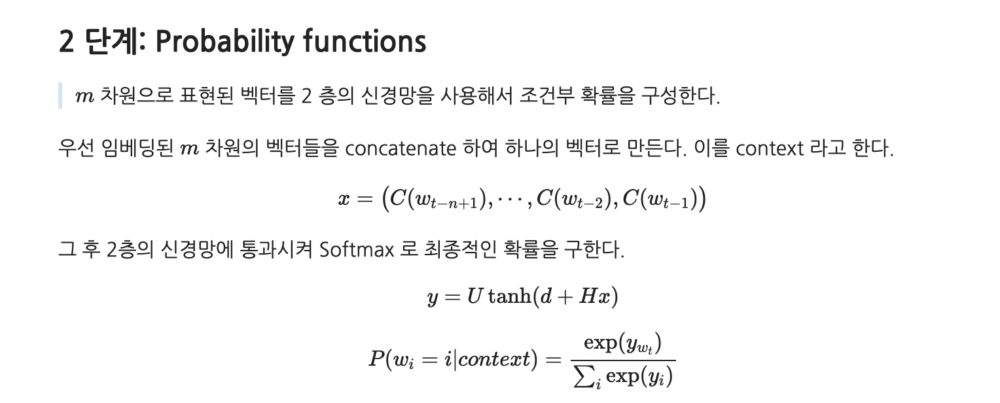 2 단계: Probability functions
m 차원으로 표현된 벡터를 2 층의 신경망을 사용해서 조건부 확률을 구성한다.
우선 임베딩된 m 차원의 벡터들을 concatenate 하여 하나의 벡터로 만든다. 이를 context 라고 한다.
x = (C(w_{t−n+1}), ⋯, C(w_{t−2}), C(w_{t−1}))
그 후 2층의 신경망에 통과시켜 Softmax 로 최종적인 확률을 구한다.
y = U tanh(d + Hx)
P(w_i = i|context) = \frac{exp(y_{w_t})}{∑_i exp(y_i)}